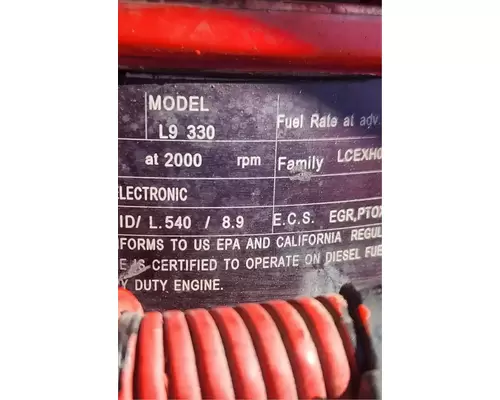 MODEL
L9 330
Fuel Rate at adv.
at 2000 rpm
Family LCEXH0
ELECTRONIC
ID/ L.540 / 8.9
E.C.S. EGR,PTOX
FORMS TO US EPA AND CALIFORNIA REGUL
E IS CERTIFIED TO OPERATE ON DIESEL FUE
Y DUTY ENGINE.